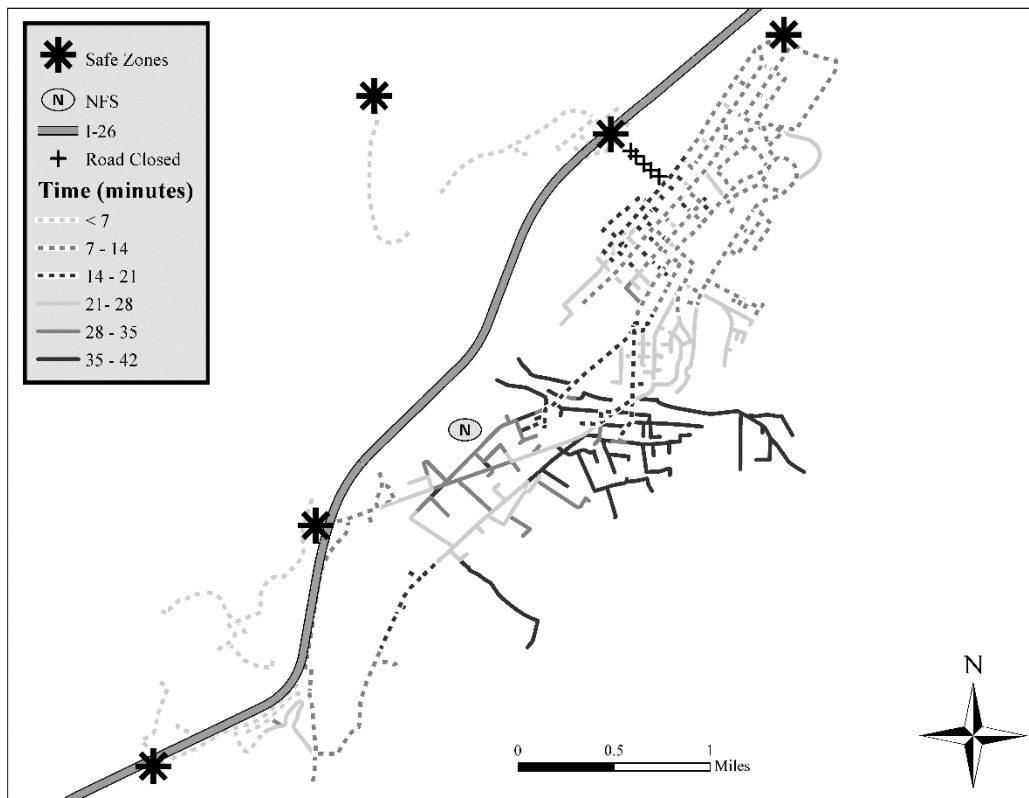 Safe Zones
N NFS
I-26
Road Closed
Time (minutes)
< 7
7 - 14
14 - 21
21- 28
28 - 35
35 - 42
N
N
0 0.5 1
Miles